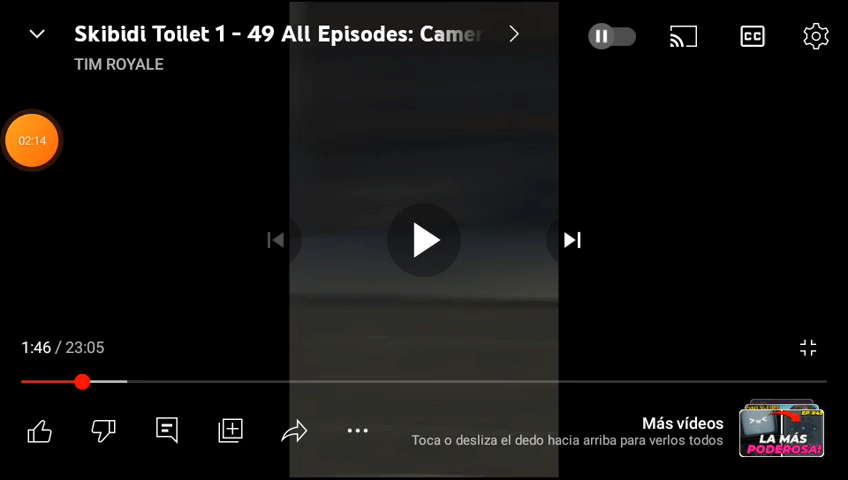 Skibidi Toilet 1 - 49 All Episodes: Camer
TIM ROYALE
CC
02:14
1:46 / 23:05
Más vídeos
Toca o desliza el dedo hacia arriba para verlos todos
LA MÁS
PODEROSA!